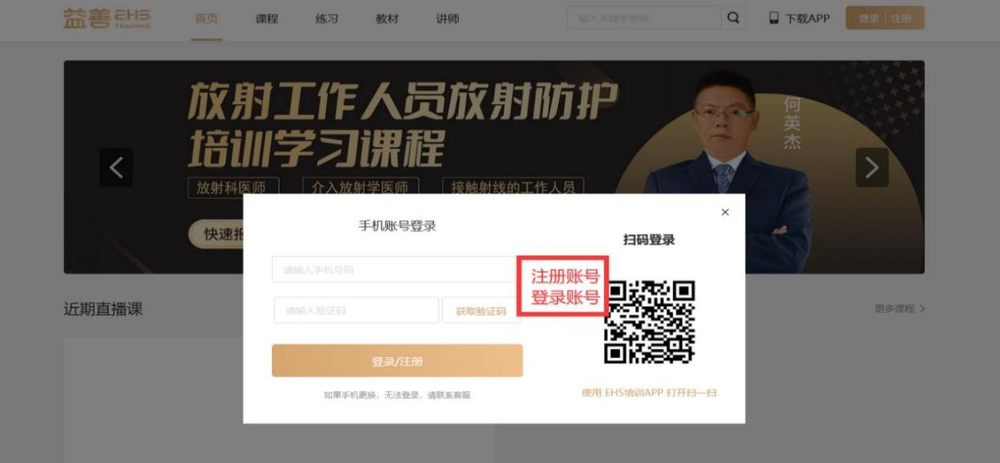 益善 EHS TRAINING
首页 课程 练习 教材 讲师
输入关键字查询
下载APP
登录 | 注册
放射工作人员放射防护
培训学习课程
何英杰
放射科医师 介入放射学医师 接触射线的工作人员
快速报
手机账号登录
×
扫码登录
请输入手机号码
注册账号
登录账号
请输入验证码
获取验证码
登录/注册
如果手机更换，无法登录，请联系客服
使用 EHS培训APP 打开扫一扫
近期直播课
更多课程